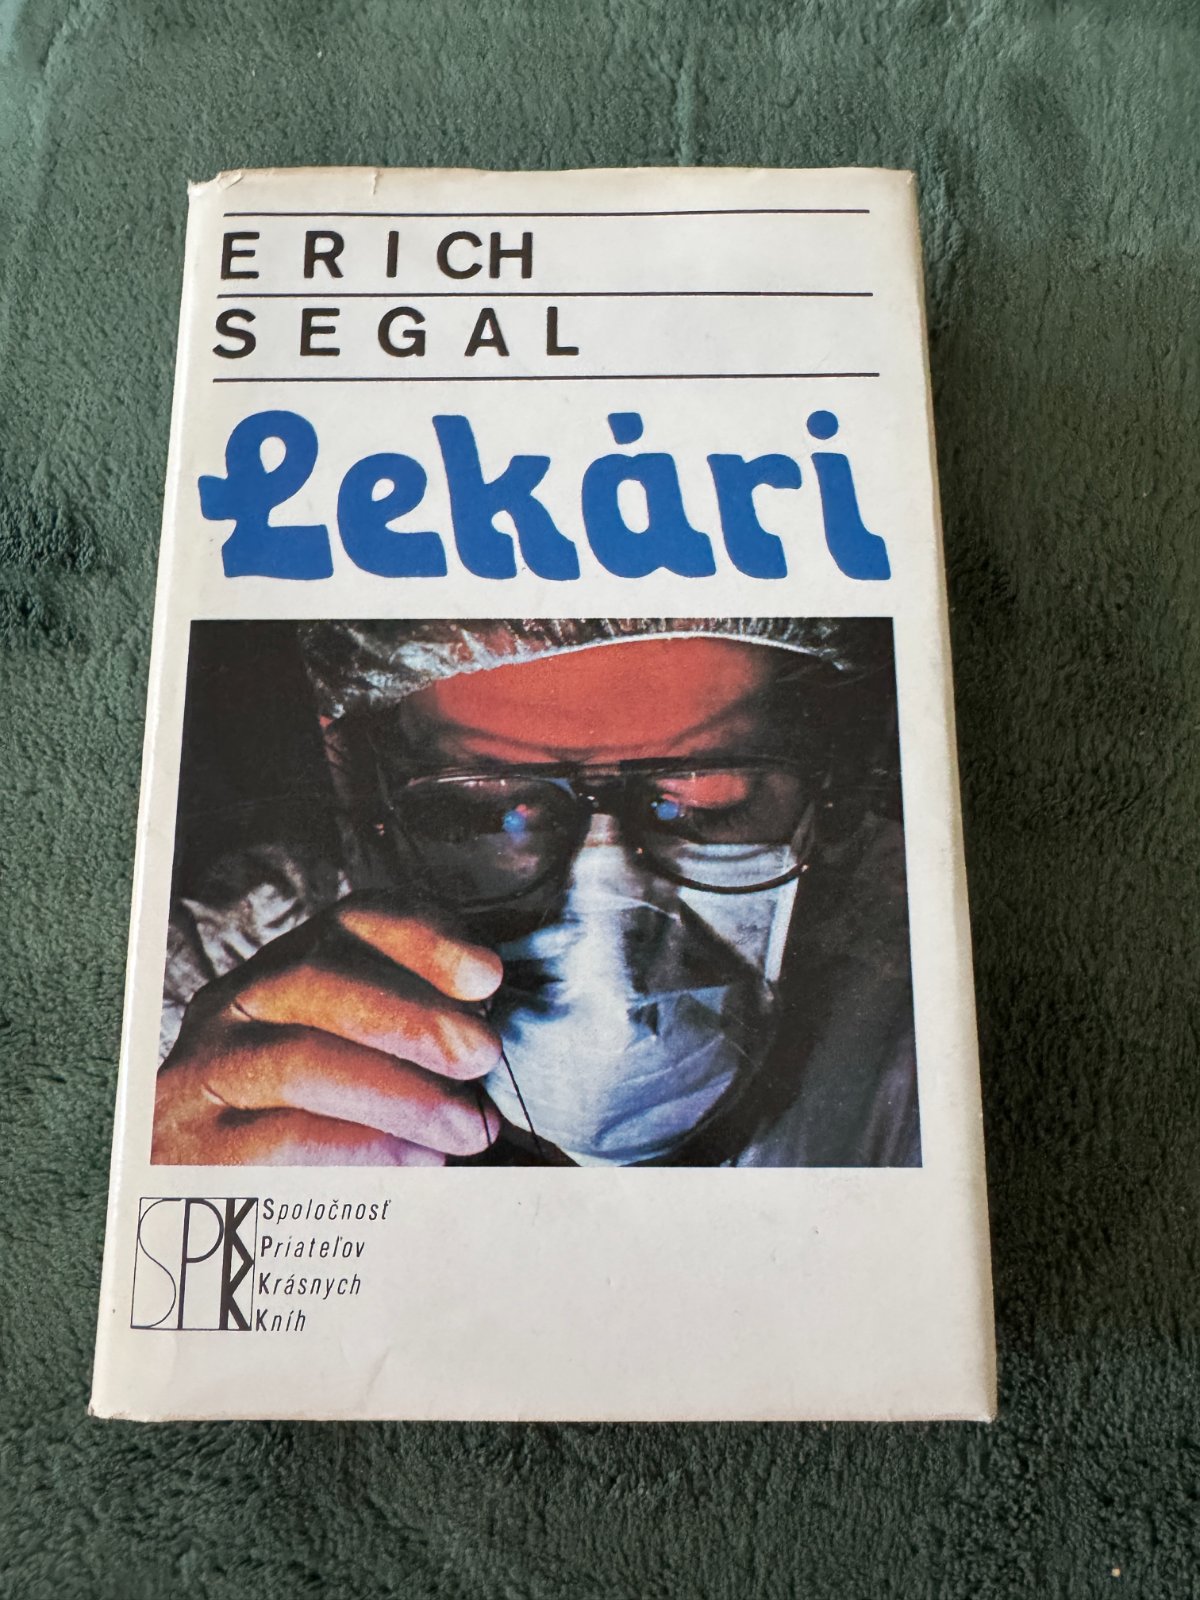 ERICH
SEGAL
Lekári
SPKK
Spoločnosť
Priateľov
Krásnych
Kníh